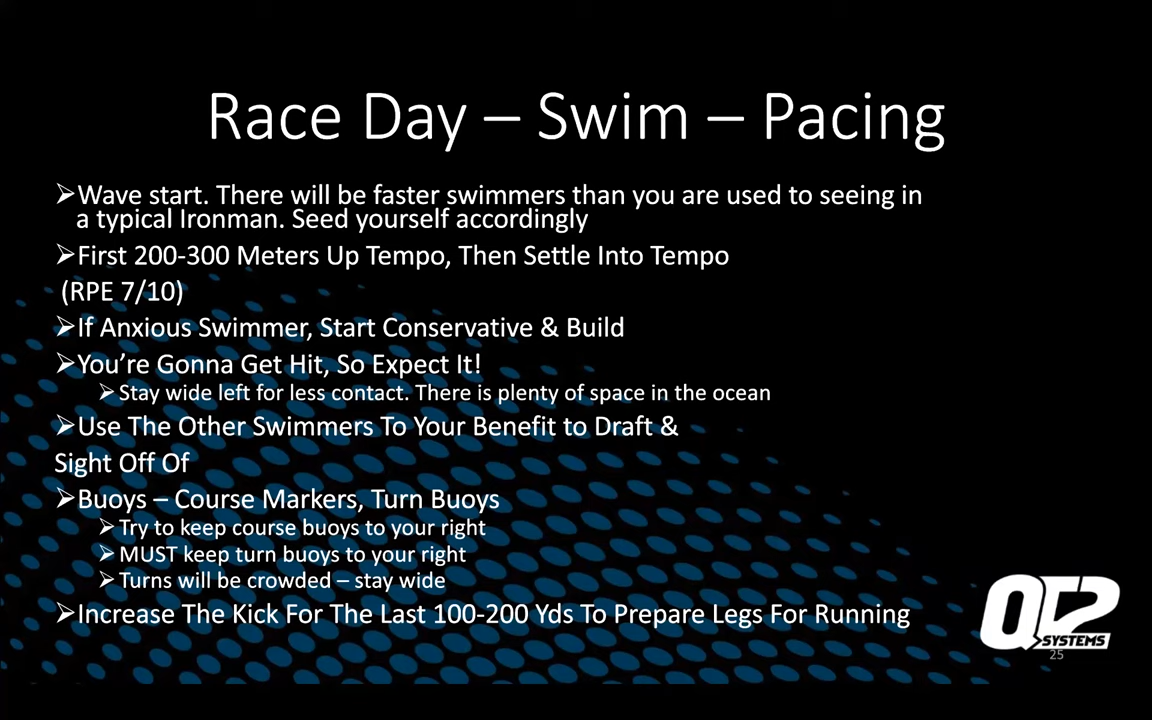 Race Day – Swim – Pacing
➢Wave start. There will be faster swimmers than you are used to seeing in
a typical Ironman. Seed yourself accordingly
➢First 200-300 Meters Up Tempo, Then Settle Into Tempo
(RPE 7/10)
➢If Anxious Swimmer, Start Conservative & Build
➢You’re Gonna Get Hit, So Expect It!
➢Stay wide left for less contact. There is plenty of space in the ocean
➢Use The Other Swimmers To Your Benefit to Draft &
Sight Off Of
➢Buoys – Course Markers, Turn Buoys
➢Try to keep course buoys to your right
➢MUST keep turn buoys to your right
➢Turns will be crowded – stay wide
➢Increase The Kick For The Last 100-200 Yds To Prepare Legs For Running
QT2
SYSTEMS
25